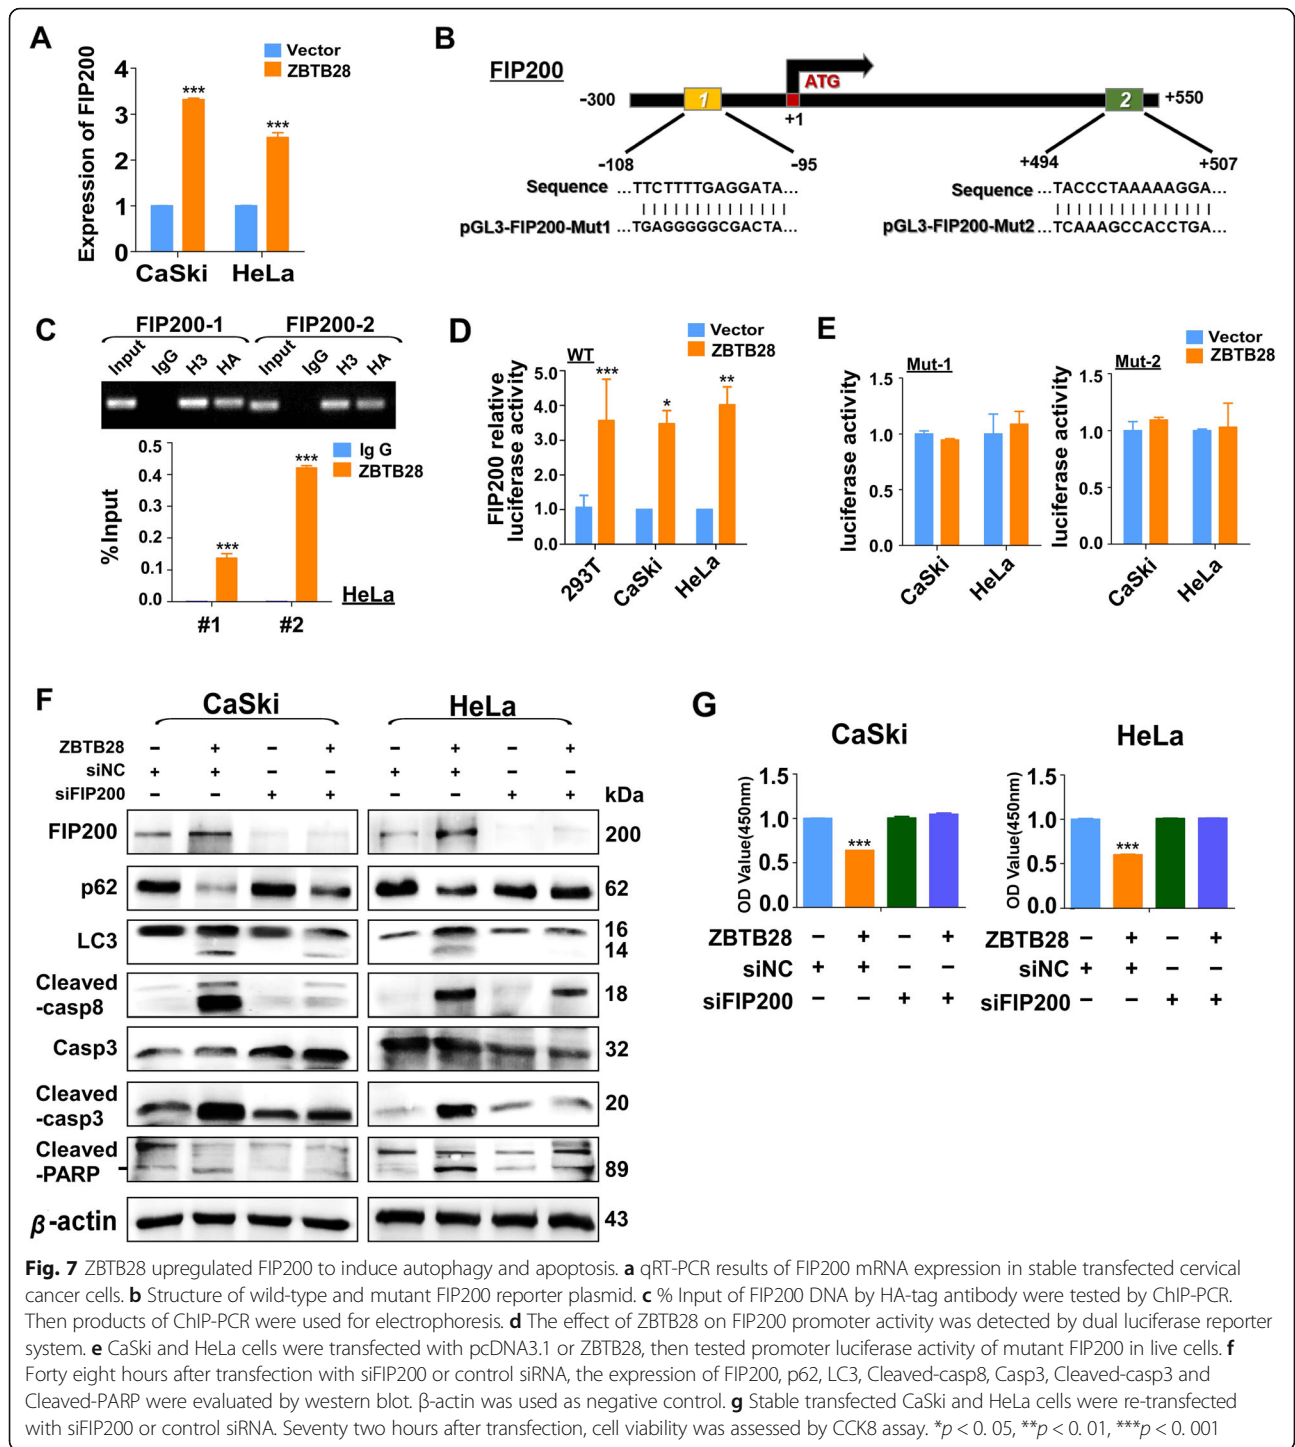 A
Vector
ZBTB28
Expression of FIP200
4
3
2
1
0
***
***
CaSki HeLa
B
FIP200
ATG
-300
1
+1
2
+550
-108 -95
+494 +507
Sequence ...TTCTTTTGAGGATA...
pGL3-FIP200-Mut1 ...TGAGGGGGCGACTA...
Sequence ...TACCCTAAAAAGGA...
pGL3-FIP200-Mut2 ...TCAAAGCCACCTGA...
C
FIP200-1 FIP200-2
Input IgG H3 HA Input IgG H3 HA
Ig G
ZBTB28
% Input
0.5
0.4
0.3
0.2
0.1
0.0
***
***
#1 #2
HeLa
D
Vector
ZBTB28
WT
FIP200 relative
luciferase activity
5.0
4.0
3.0
2.0
1.0
0.0
***
*
**
293T CaSki HeLa
E
Vector
ZBTB28
Mut-1
luciferase activity
1.5
1.0
0.5
0.0
CaSki HeLa
Mut-2
luciferase activity
1.5
1.0
0.5
0.0
CaSki HeLa
F
CaSki HeLa
ZBTB28 – + – + – + – +
siNC + + – – + + – –
siFIP200 – – + + – – + +
kDa
FIP200 200
p62 62
LC3 16
14
Cleaved
-casp8 18
Casp3 32
Cleaved
-casp3 20
Cleaved
-PARP 89
β-actin 43
G
CaSki
OD Value(450nm)
1.5
1.0
0.5
0.0
***
ZBTB28 – + – +
siNC + + – –
siFIP200 – – + +
HeLa
OD Value(450nm)
1.5
1.0
0.5
0.0
***
ZBTB28 – + – +
siNC + + – –
siFIP200 – – + +
Fig. 7 ZBTB28 upregulated FIP200 to induce autophagy and apoptosis. a qRT-PCR results of FIP200 mRNA expression in stable transfected cervical
cancer cells. b Structure of wild-type and mutant FIP200 reporter plasmid. c % Input of FIP200 DNA by HA-tag antibody were tested by ChIP-PCR.
Then products of ChIP-PCR were used for electrophoresis. d The effect of ZBTB28 on FIP200 promoter activity was detected by dual luciferase reporter
system. e CaSki and HeLa cells were transfected with pcDNA3.1 or ZBTB28, then tested promoter luciferase activity of mutant FIP200 in live cells. f
Forty eight hours after transfection with siFIP200 or control siRNA, the expression of FIP200, p62, LC3, Cleaved-casp8, Casp3, Cleaved-casp3 and
Cleaved-PARP were evaluated by western blot. β-actin was used as negative control. g Stable transfected CaSki and HeLa cells were re-transfected
with siFIP200 or control siRNA. Seventy two hours after transfection, cell viability was assessed by CCK8 assay. *p < 0. 05, **p < 0. 01, ***p < 0. 001